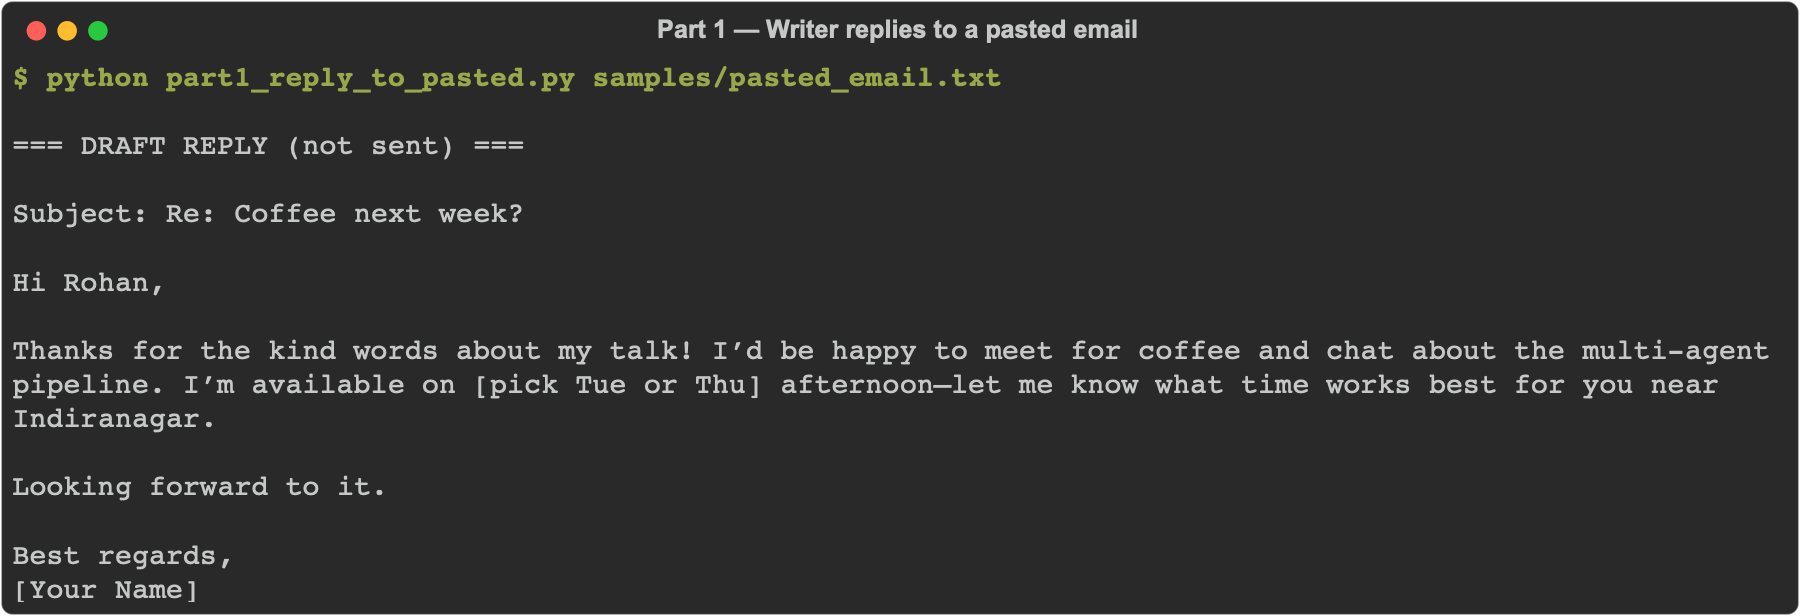 Part 1 — Writer replies to a pasted email
$ python part1_reply_to_pasted.py samples/pasted_email.txt
=== DRAFT REPLY (not sent) ===
Subject: Re: Coffee next week?
Hi Rohan,
Thanks for the kind words about my talk! I’d be happy to meet for coffee and chat about the multi-agent
pipeline. I’m available on [pick Tue or Thu] afternoon—let me know what time works best for you near
Indiranagar.
Looking forward to it.
Best regards,
[Your Name]